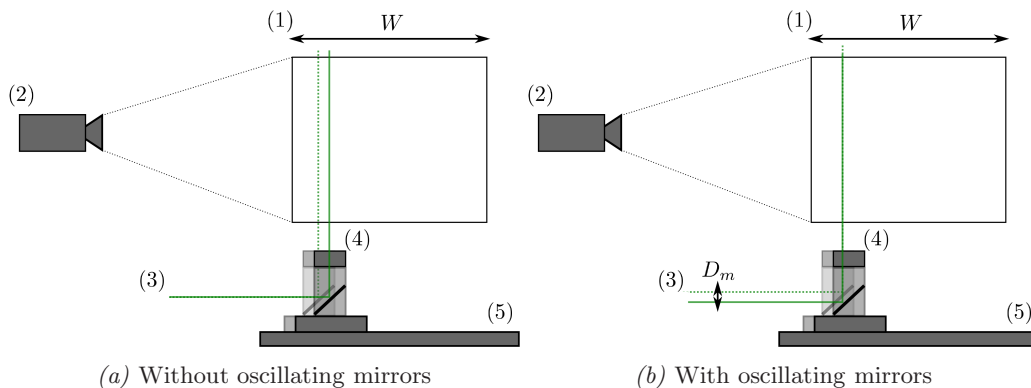 (1)
W
(2)
(4)
(3)
(5)
(a) Without oscillating mirrors
(1)
W
(2)
(4)
(3)
D_m
(5)
(b) With oscillating mirrors